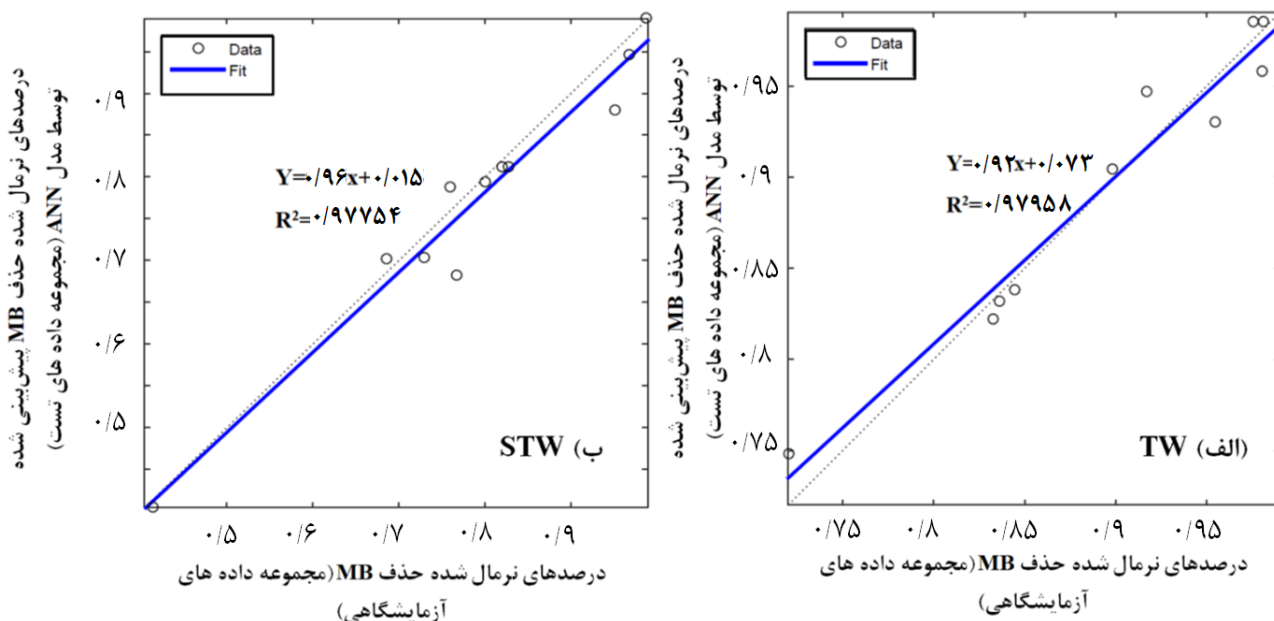 درصدهای نرمال شده حذف MB پیش‌بینی شده
توسط مدل ANN (مجموعه داده های تست)
Data
Fit
Y=۰/۹۲x+۰/۰۷۳
R²=۰/۹۷۹۵۸
۰/۹۵
۰/۹
۰/۸۵
۰/۸
۰/۷۵
(الف) TW
۰/۷۵ ۰/۸ ۰/۸۵ ۰/۹ ۰/۹۵
درصدهای نرمال شده حذف MB (مجموعه داده های
آزمایشگاهی)
درصدهای نرمال شده حذف MB پیش‌بینی شده
توسط مدل ANN (مجموعه داده های تست)
Data
Fit
Y=۰/۹۶x+۰/۰۱۵
R²=۰/۹۷۷۵۴
۰/۹
۰/۸
۰/۷
۰/۶
۰/۵
ب) STW
۰/۵ ۰/۶ ۰/۷ ۰/۸ ۰/۹
درصدهای نرمال شده حذف MB (مجموعه داده های
آزمایشگاهی)